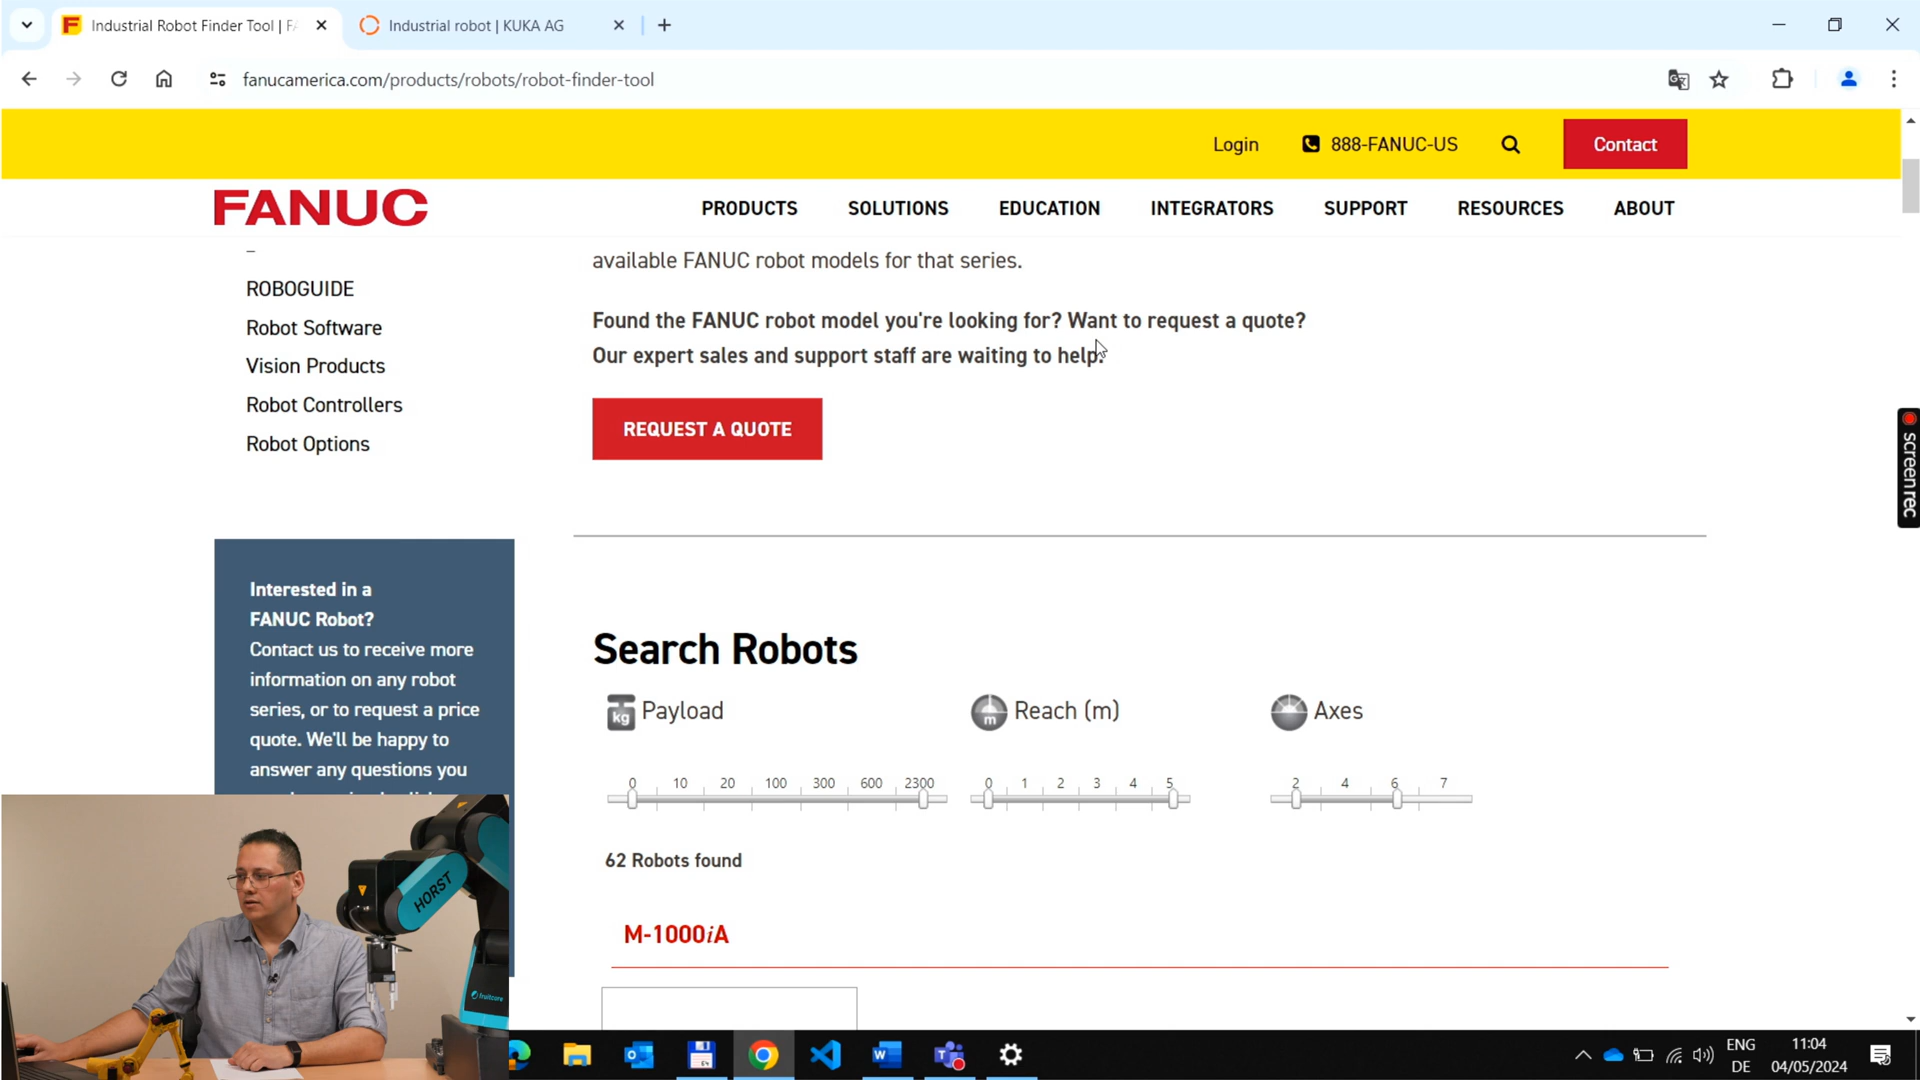 Industrial Robot Finder Tool | FA
Industrial robot | KUKA AG
fanucamerica.com/products/robots/robot-finder-tool
Login
888-FANUC-US
Contact
FANUC
PRODUCTS
SOLUTIONS
EDUCATION
INTEGRATORS
SUPPORT
RESOURCES
ABOUT
ROBOGUIDE
Robot Software
Vision Products
Robot Controllers
Robot Options
available FANUC robot models for that series.
Found the FANUC robot model you're looking for? Want to request a quote?
Our expert sales and support staff are waiting to help.
REQUEST A QUOTE
Interested in a
FANUC Robot?
Contact us to receive more
information on any robot
series, or to request a price
quote. We'll be happy to
answer any questions you
Search Robots
kg Payload
m Reach (m)
Axes
0 10 20 100 300 600 2300
0 1 2 3 4 5
2 4 6 7
62 Robots found
M-1000iA
screen rec
HORST
fruitcore
ENG
DE
11:04
04/05/2024